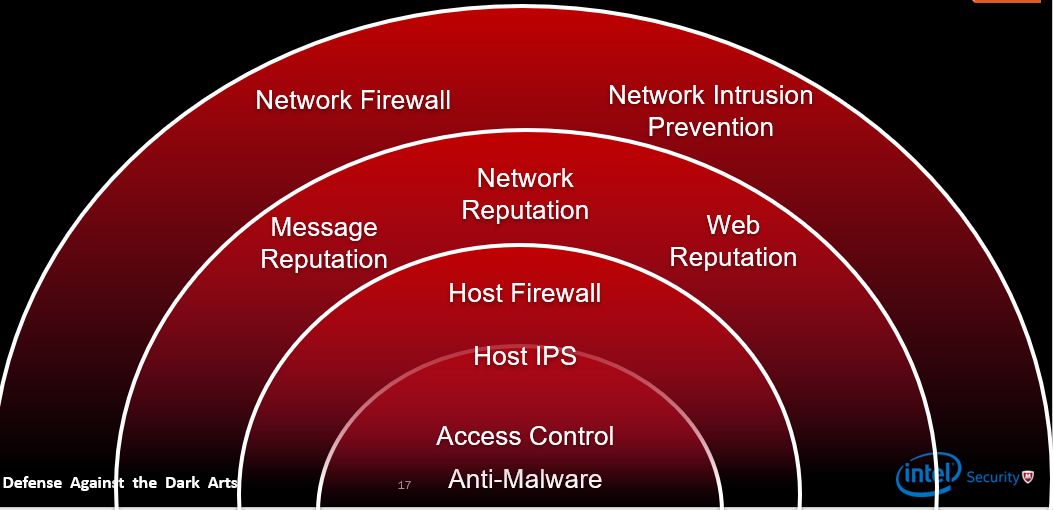 Network Firewall
Network Intrusion
Prevention
Network
Reputation
Message
Reputation
Web
Reputation
Host Firewall
Host IPS
Access Control
Anti-Malware
Defense Against the Dark Arts
17
intel Security